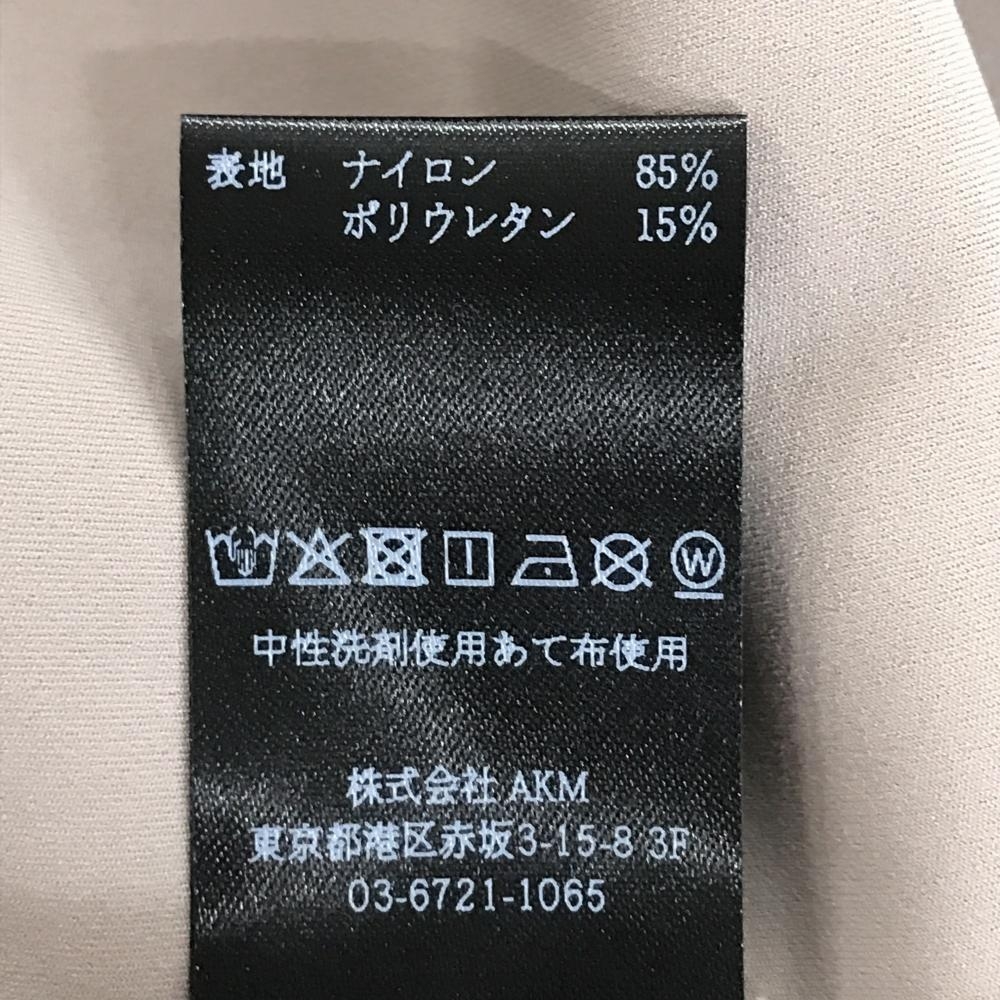 表地 ナイロン 85%
ポリウレタン 15%
W
中性洗剤使用あて布使用
株式会社 AKM
東京都港区赤坂3-15-8 3F
03-6721-1065